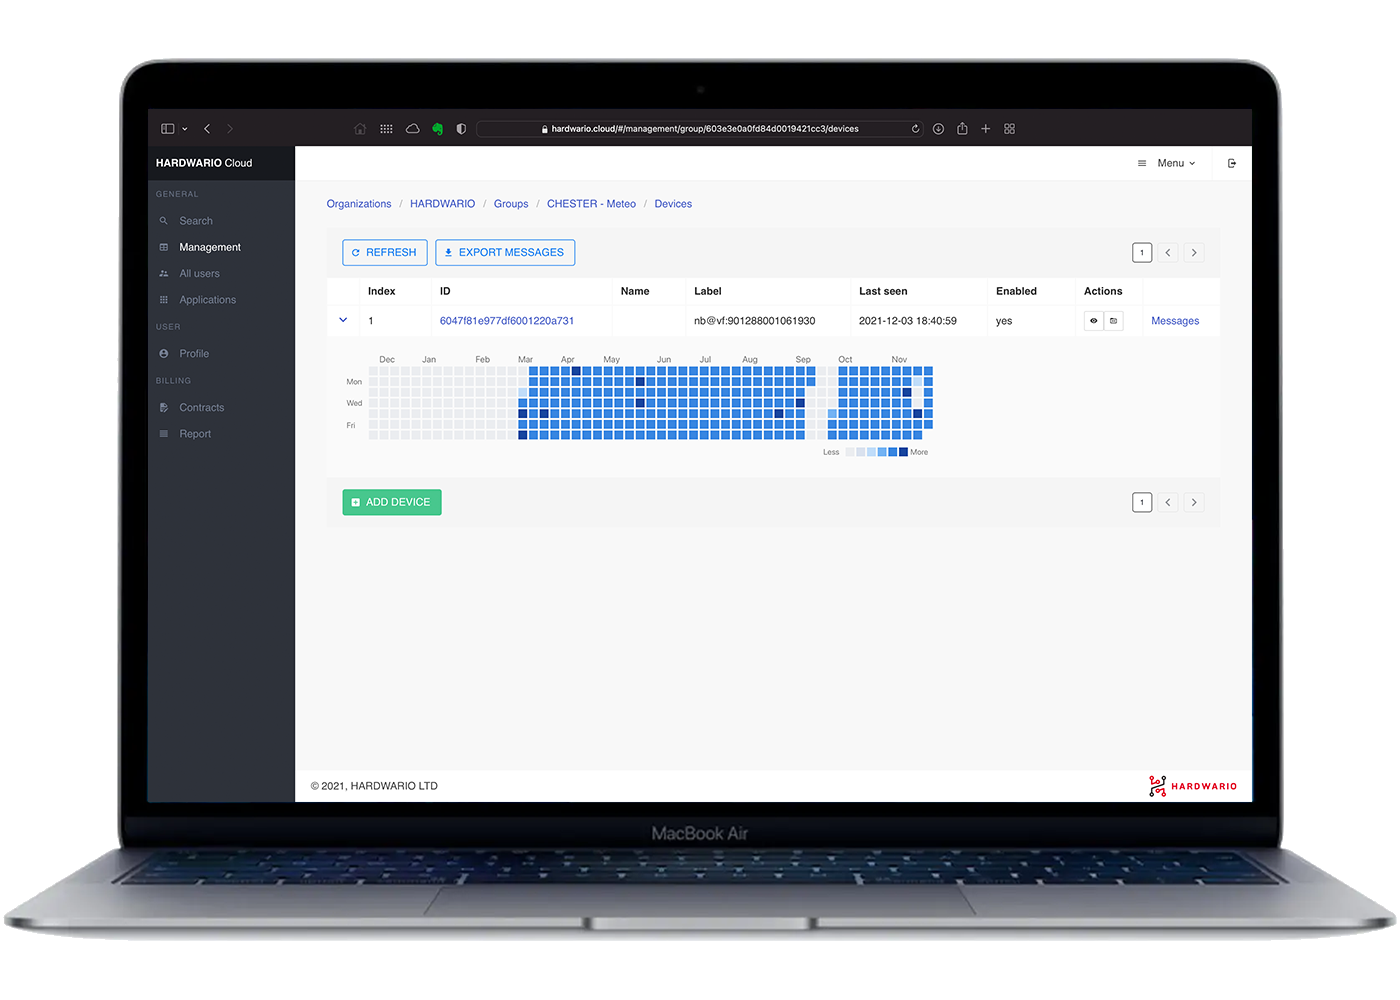 hardwario.cloud/#/management/group/603e3e0a0fd84d0019421cc3/devices
HARDWARIO Cloud
Menu
GENERAL
Search
Management
All users
Applications
USER
Profile
BILLING
Contracts
Report
Organizations / HARDWARIO / Groups / CHESTER - Meteo / Devices
REFRESH EXPORT MESSAGES 1
Index ID Name Label Last seen Enabled Actions
1 6047f81e977df6001220a731 nb@vf:901288001061930 2021-12-03 18:40:59 yes Messages
Dec Jan Feb Mar Apr May Jun Jul Aug Sep Oct Nov
Mon
Wed
Fri
Less More
ADD DEVICE 1
© 2021, HARDWARIO LTD
HARDWARIO
MacBook Air